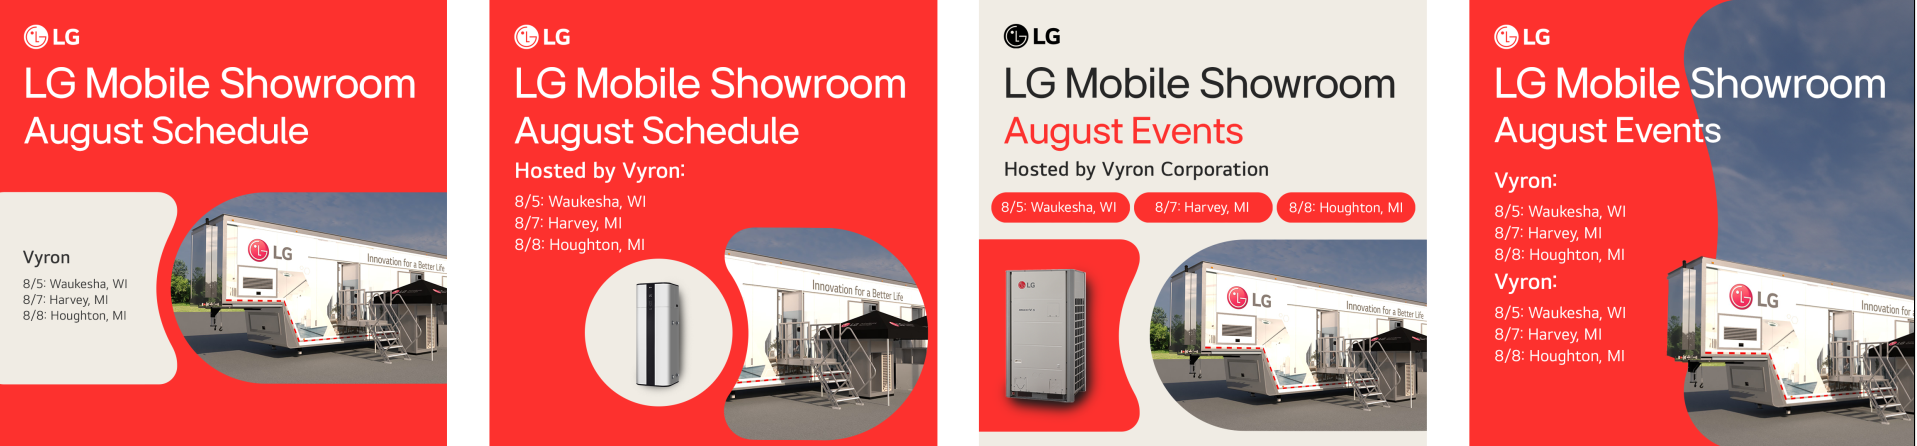 LG
LG Mobile Showroom
August Schedule
Vyron
8/5: Waukesha, WI
8/7: Harvey, MI
8/8: Houghton, MI
LG
Innovation for a Better Life
LG
LG Mobile Showroom
August Schedule
Hosted by Vyron:
8/5: Waukesha, WI
8/7: Harvey, MI
8/8: Houghton, MI
Innovation for a Better Life
LG
LG Mobile Showroom
August Events
Hosted by Vyron Corporation
8/5: Waukesha, WI
8/7: Harvey, MI
8/8: Houghton, MI
LG
LG
Innovation for a Better Life
LG
LG Mobile Showroom
August Events
Vyron:
8/5: Waukesha, WI
8/7: Harvey, MI
8/8: Houghton, MI
Vyron:
8/5: Waukesha, WI
8/7: Harvey, MI
8/8: Houghton, MI
LG
Innovation for